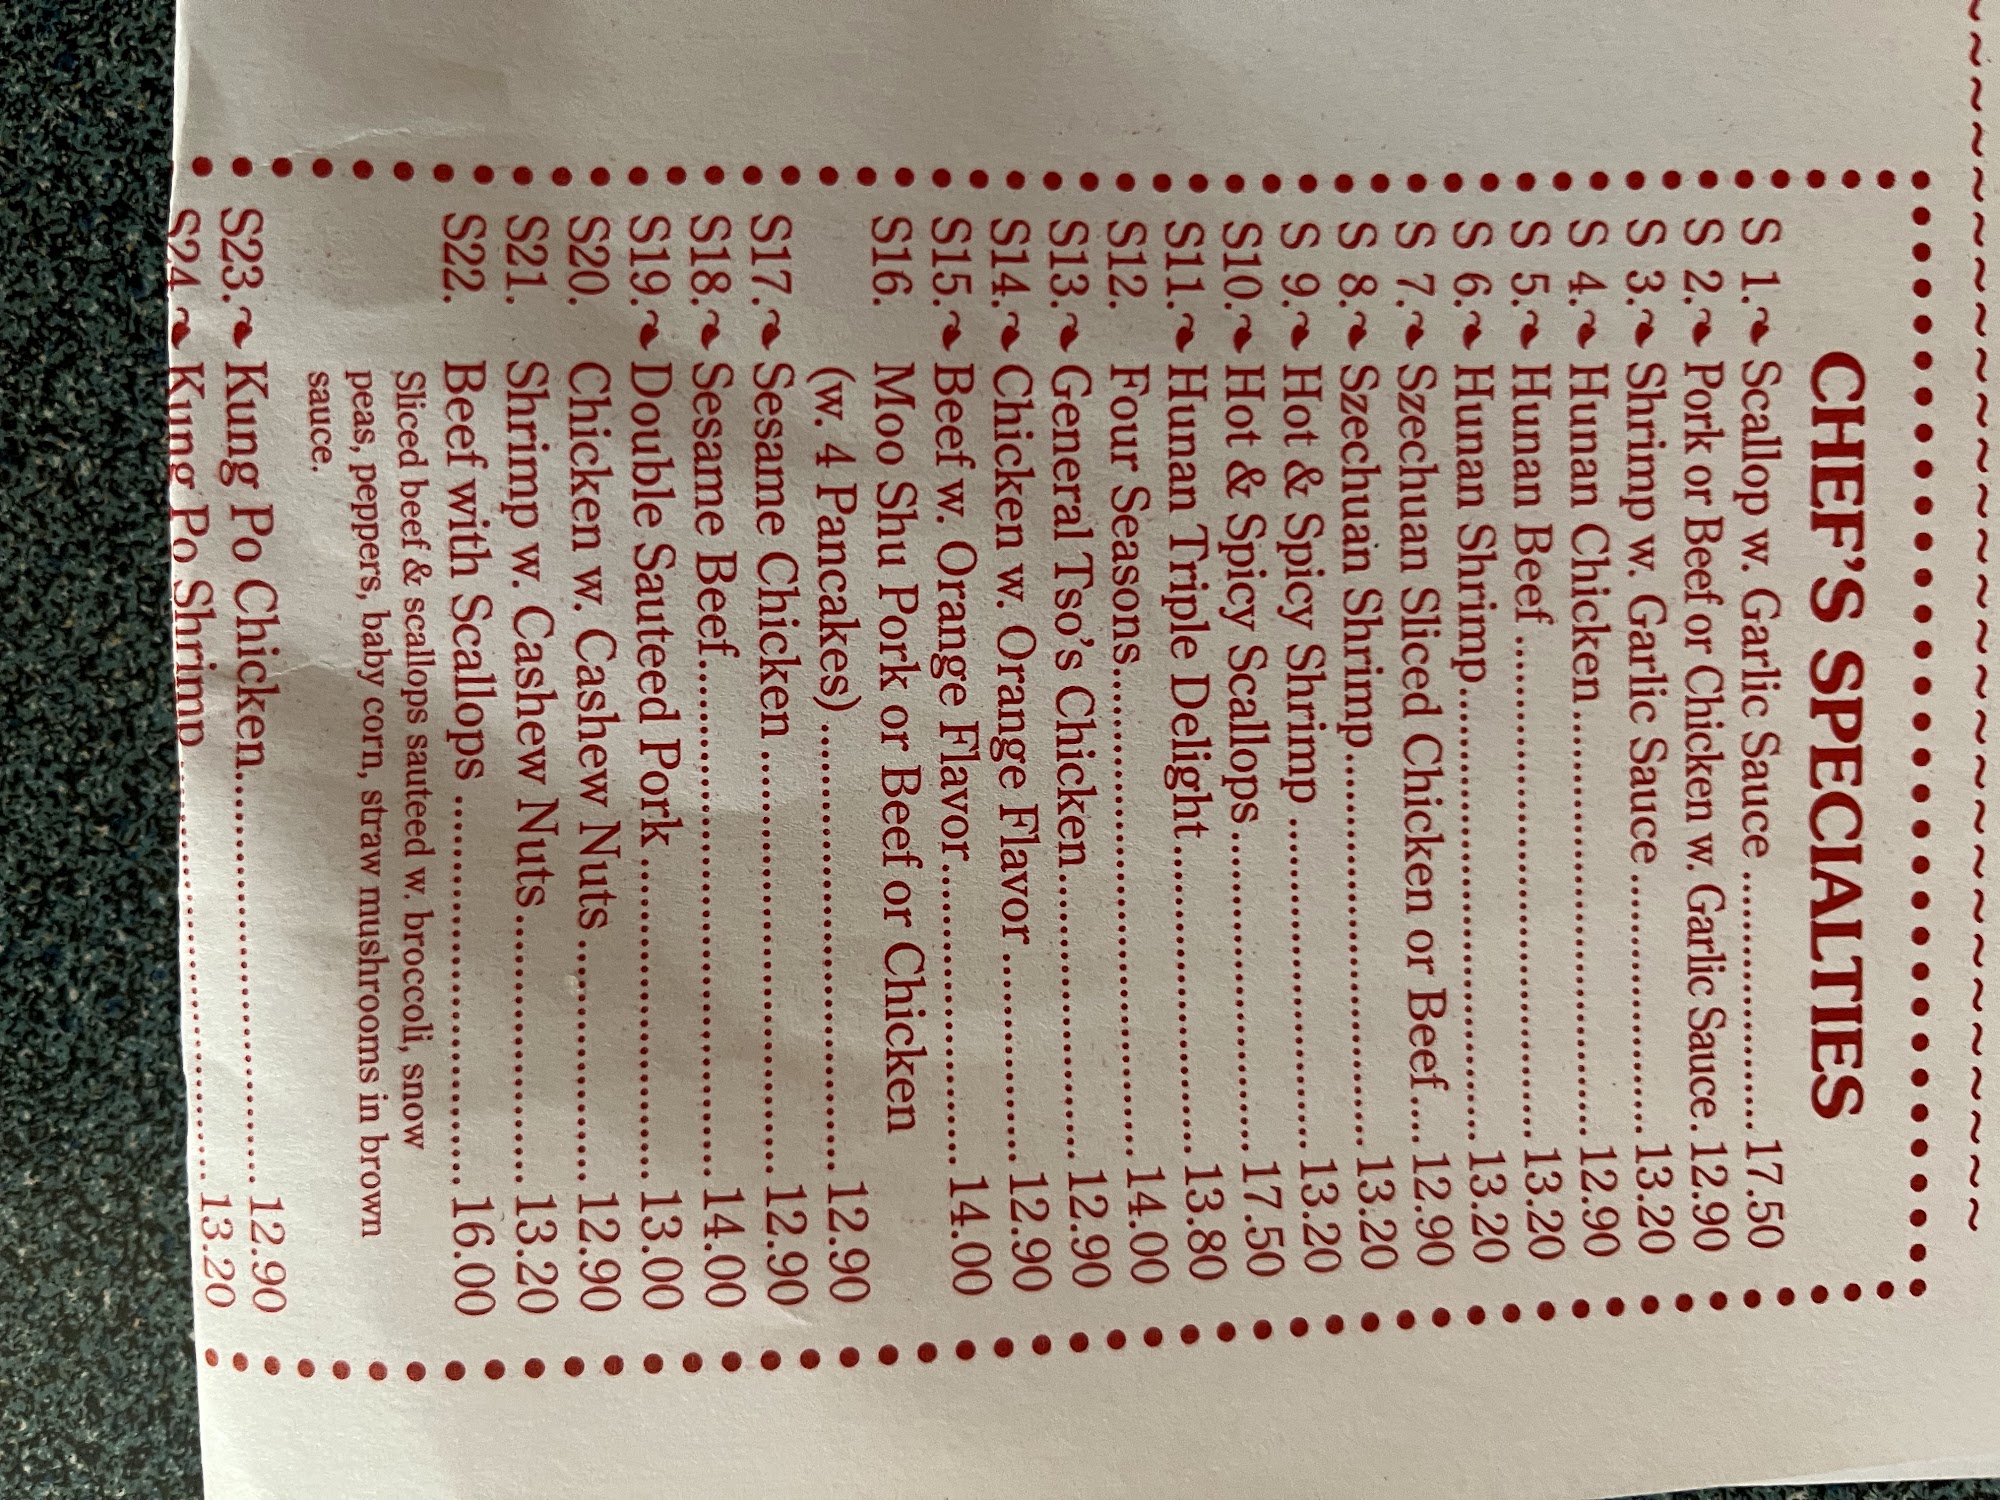 CHEF'S SPECIALTIES
S 1. Scallop w. Garlic Sauce ........................ 17.50
S 2. Pork or Beef or Chicken w. Garlic Sauce. 12.90
S 3. Shrimp w. Garlic Sauce ........................ 13.20
S 4. Hunan Chicken ........................ 12.90
S 5. Hunan Beef ........................ 13.20
S 6. Hunan Shrimp........................ 13.20
S 7. Szechuan Sliced Chicken or Beef.... 12.90
S 8. Szechuan Shrimp........................ 13.20
S 9. Hot & Spicy Shrimp ........................ 13.20
S10. Hot & Spicy Scallops ........................ 17.50
S11. Hunan Triple Delight........................ 13.80
S12. Four Seasons........................ 14.00
S13. General Tso's Chicken........................ 12.90
S14. Chicken w. Orange Flavor ................ 12.90
S15. Beef w. Orange Flavor........................ 14.00
S16. Moo Shu Pork or Beef or Chicken
(w. 4 Pancakes) ........................ 12.90
S17. Sesame Chicken ........................ 12.90
S18. Sesame Beef........................ 14.00
S19. Double Sauteed Pork ........................ 13.00
S20. Chicken w. Cashew Nuts ........................ 12.90
S21. Shrimp w. Cashew Nuts ........................ 13.20
S22. Beef with Scallops ........................ 16.00
Sliced beef & scallops sauteed w. broccoli, snow
peas, peppers, baby corn, straw mushrooms in brown
sauce.
S23. Kung Po Chicken........................ 12.90
S24. Kung Po Shrimp ........................ 13.20